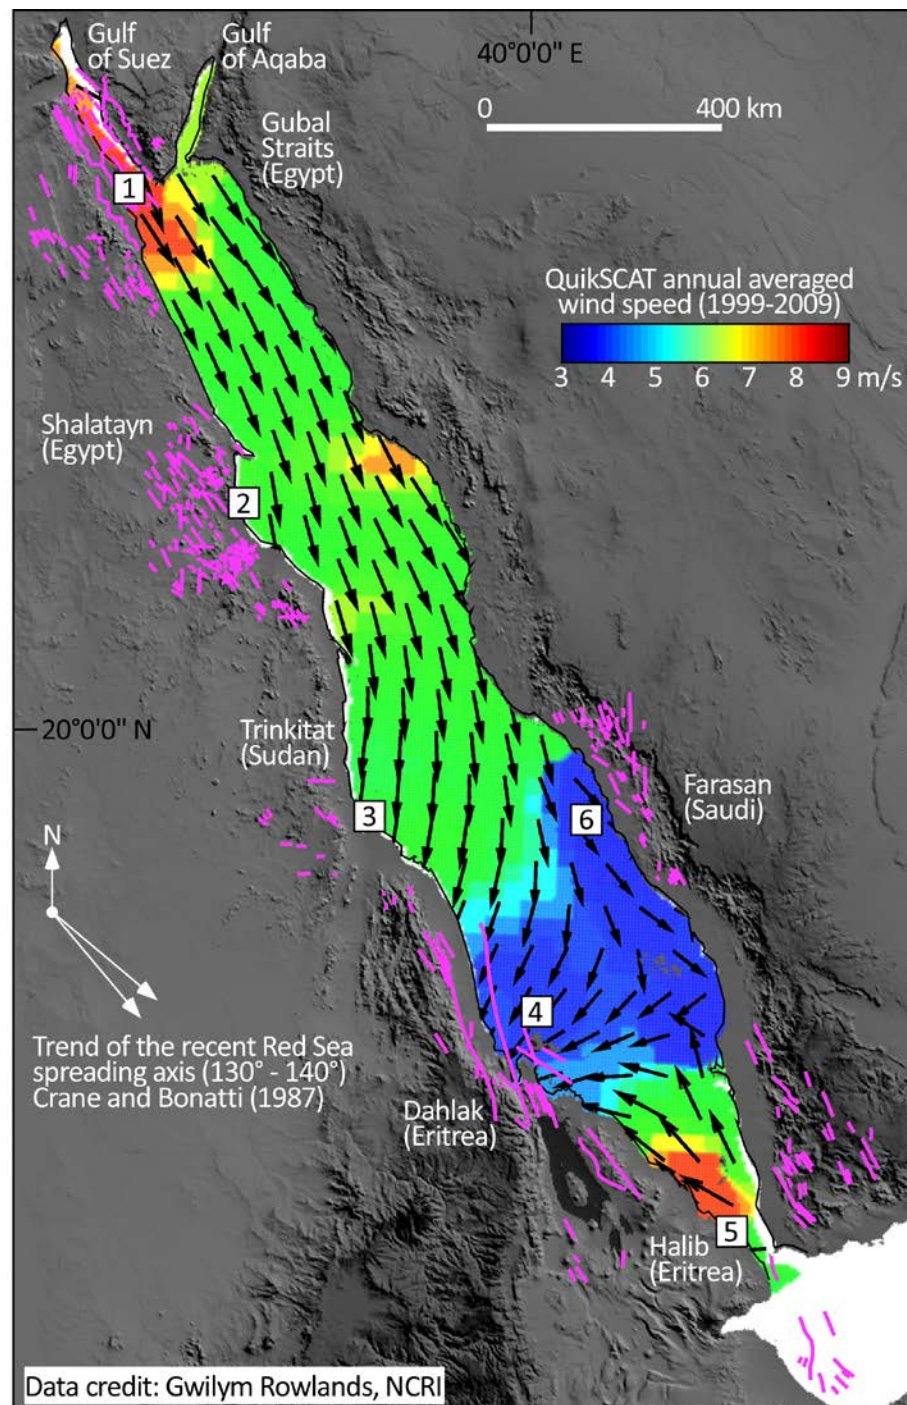 Gulf
of Suez
Gulf
of Aqaba
40°0'0" E
0 400 km
Gubal
Straits
(Egypt)
1
QuikSCAT annual averaged
wind speed (1999-2009)
3 4 5 6 7 8 9 m/s
Shalatayn
(Egypt)
2
20°0'0" N
Trinkitat
(Sudan)
Farasan
(Saudi)
3
6
N
4
Trend of the recent Red Sea
spreading axis (130° - 140°)
Crane and Bonatti (1987)
Dahlak
(Eritrea)
5
Halib
(Eritrea)
Data credit: Gwilym Rowlands, NCRI